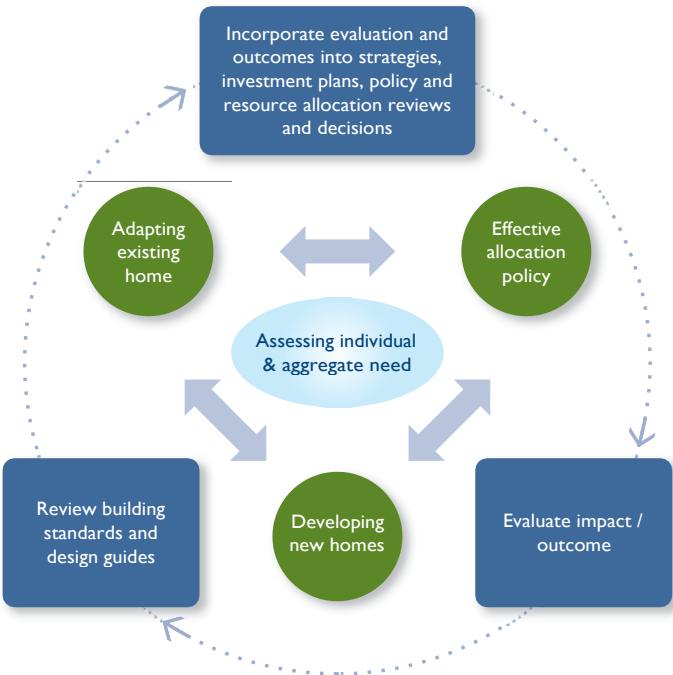 Incorporate evaluation and
outcomes into strategies,
investment plans, policy and
resource allocation reviews
and decisions
Adapting
existing
home
Effective
allocation
policy
Assessing individual
& aggregate need
Review building
standards and
design guides
Developing
new homes
Evaluate impact /
outcome